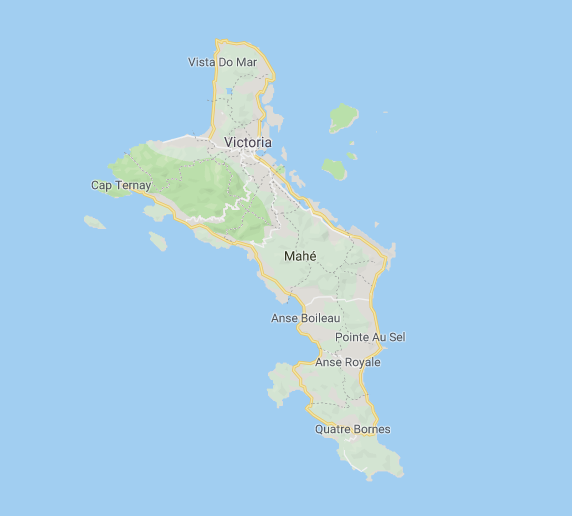 Vista Do Mar
Victoria
Cap Ternay
Mahé
Anse Boileau
Pointe Au Sel
Anse Royale
Quatre Bornes